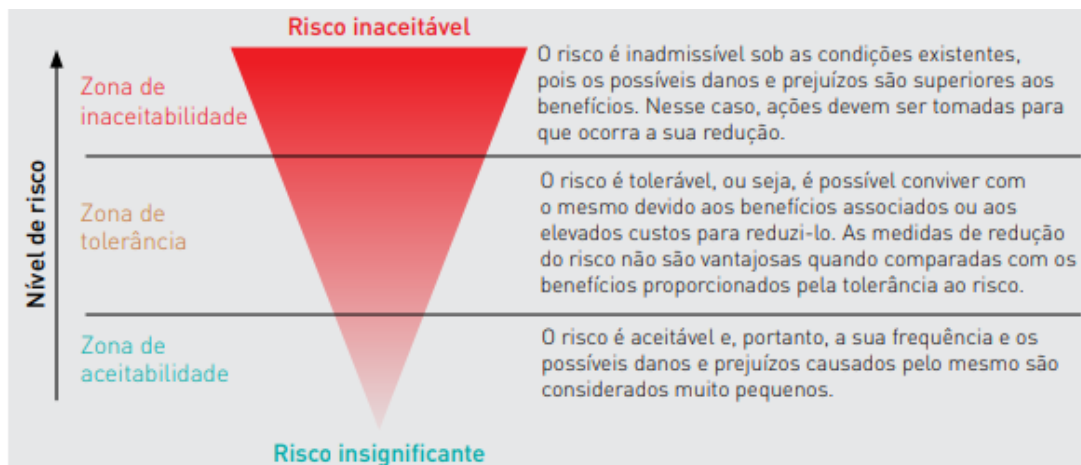 Risco inaceitável
Nível de risco
Zona de
inaceitabilidade
O risco é inadmissível sob as condições existentes,
pois os possíveis danos e prejuízos são superiores aos
benefícios. Nesse caso, ações devem ser tomadas para
que ocorra a sua redução.
Zona de
tolerância
O risco é tolerável, ou seja, é possível conviver com
o mesmo devido aos benefícios associados ou aos
elevados custos para reduzi-lo. As medidas de redução
do risco não são vantajosas quando comparadas com os
benefícios proporcionados pela tolerância ao risco.
Zona de
aceitabilidade
O risco é aceitável e, portanto, a sua frequência e os
possíveis danos e prejuízos causados pelo mesmo são
considerados muito pequenos.
Risco insignificante